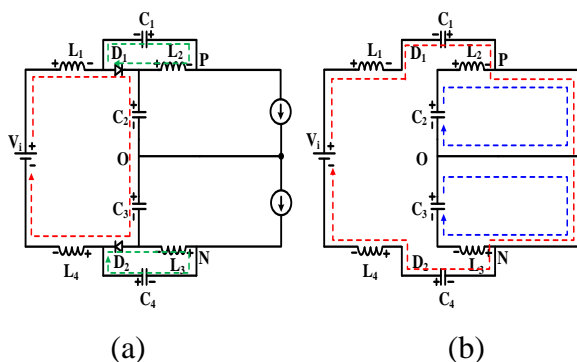 C1 C1
- + - +
L1 D1 L2 P L1 D1 L2 P
+ - + - + - + -
+ +
C2 C2
- -
Vi + O Vi + O
- -
+ +
C3 C3
- -
- + D2 - + N - + D2 - + N
L4 L3 L4 L3
+ - + -
C4 C4
(a) (b)